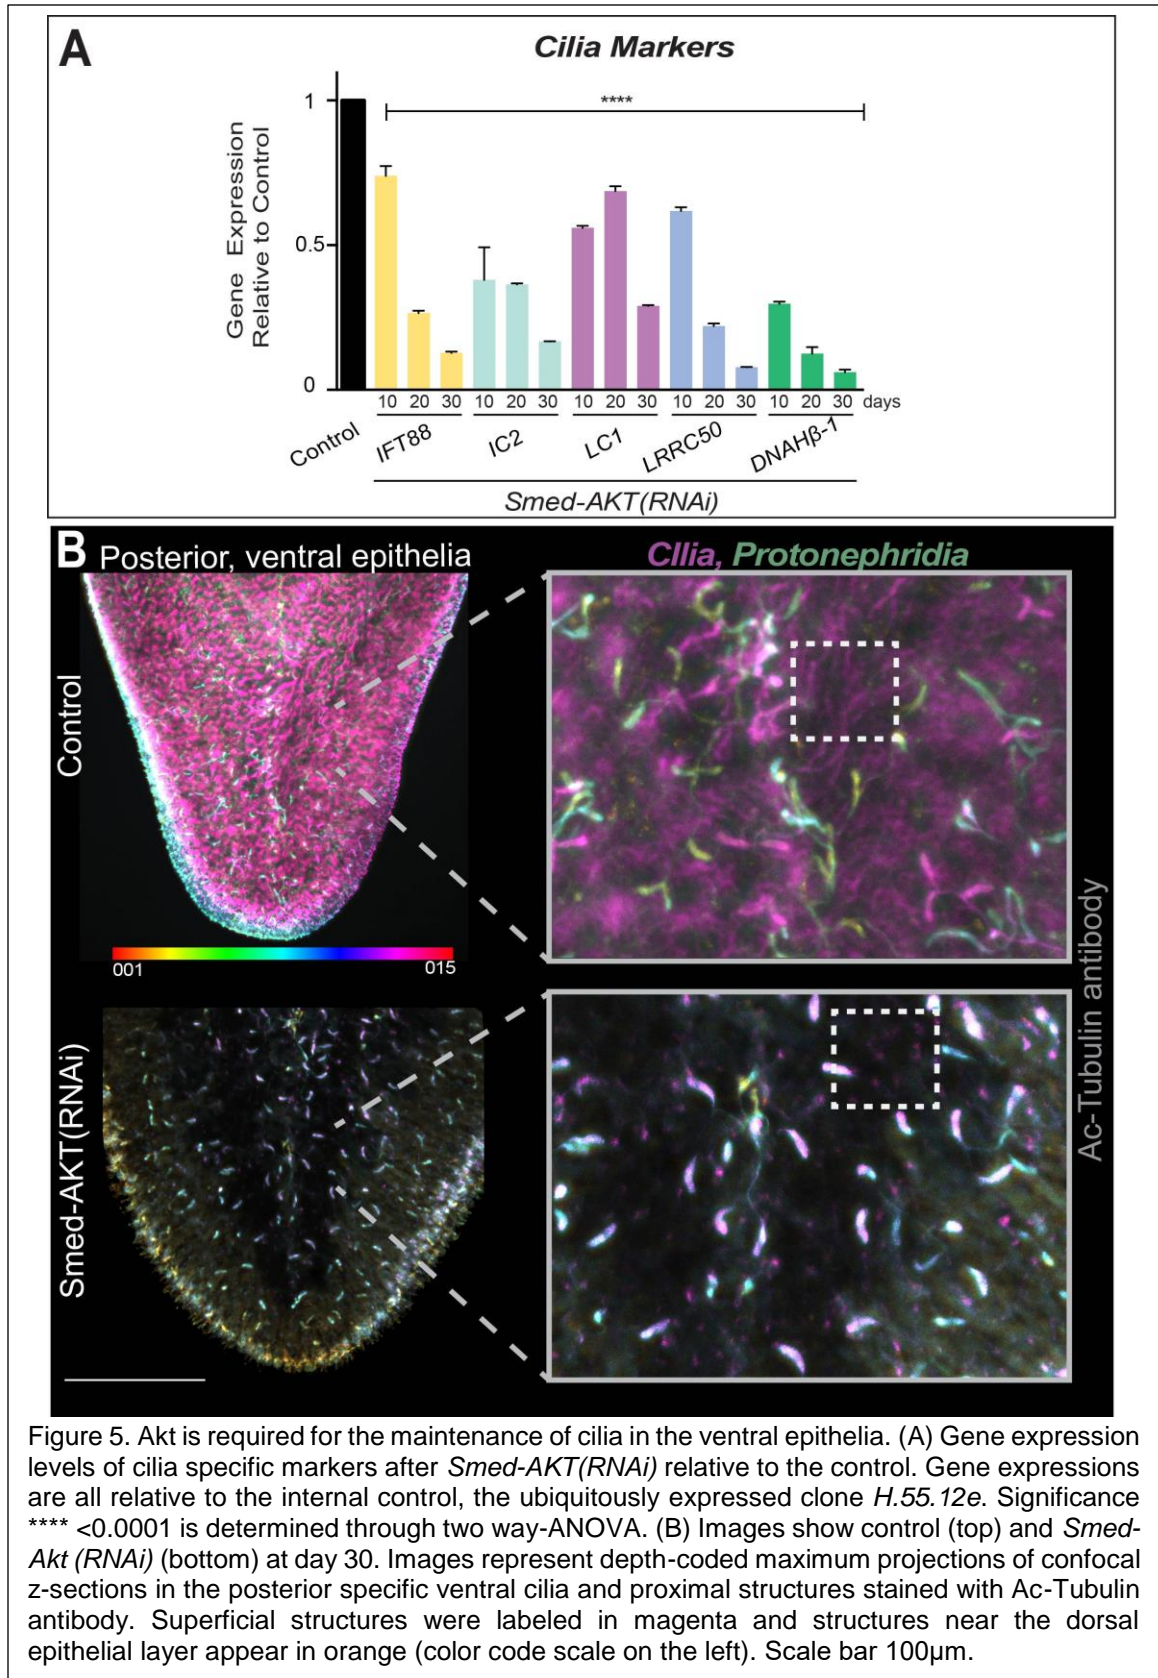 A
Cilia Markers
Gene Expression
Relative to Control
1
0.5
0
****
10 20 30 10 20 30 10 20 30 10 20 30 10 20 30 days
Control
IFT88
IC2
LC1
LRRC50
DNAHβ-1
Smed-AKT(RNAi)
B
Posterior, ventral epithelia
CIlia, Protonephridia
Control
001
015
Smed-AKT(RNAi)
Ac-Tubulin antibody
Figure 5. Akt is required for the maintenance of cilia in the ventral epithelia. (A) Gene expression
levels of cilia specific markers after Smed-AKT(RNAi) relative to the control. Gene expressions
are all relative to the internal control, the ubiquitously expressed clone H.55.12e. Significance
**** <0.0001 is determined through two way-ANOVA. (B) Images show control (top) and Smed-
Akt (RNAi) (bottom) at day 30. Images represent depth-coded maximum projections of confocal
z-sections in the posterior specific ventral cilia and proximal structures stained with Ac-Tubulin
antibody. Superficial structures were labeled in magenta and structures near the dorsal
epithelial layer appear in orange (color code scale on the left). Scale bar 100μm.